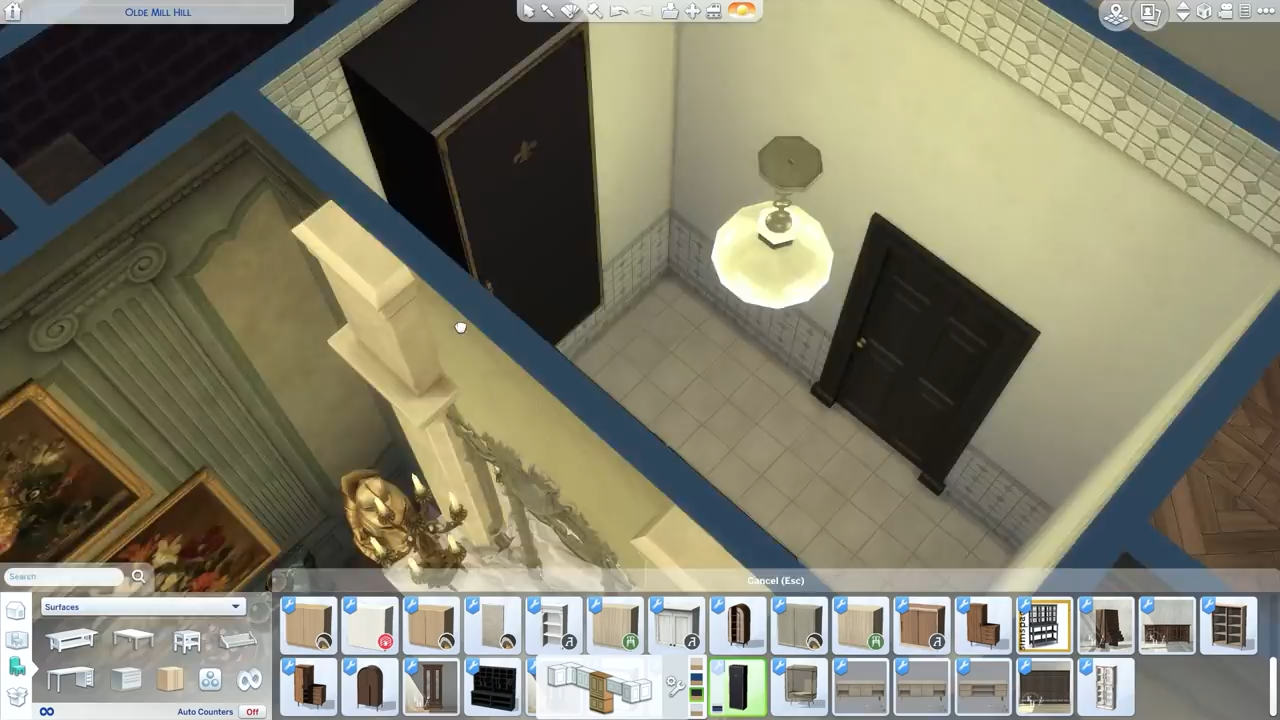 OLDE MILL HILL
Cancel (Esc)
Search
Surfaces
Auto Counters
Off